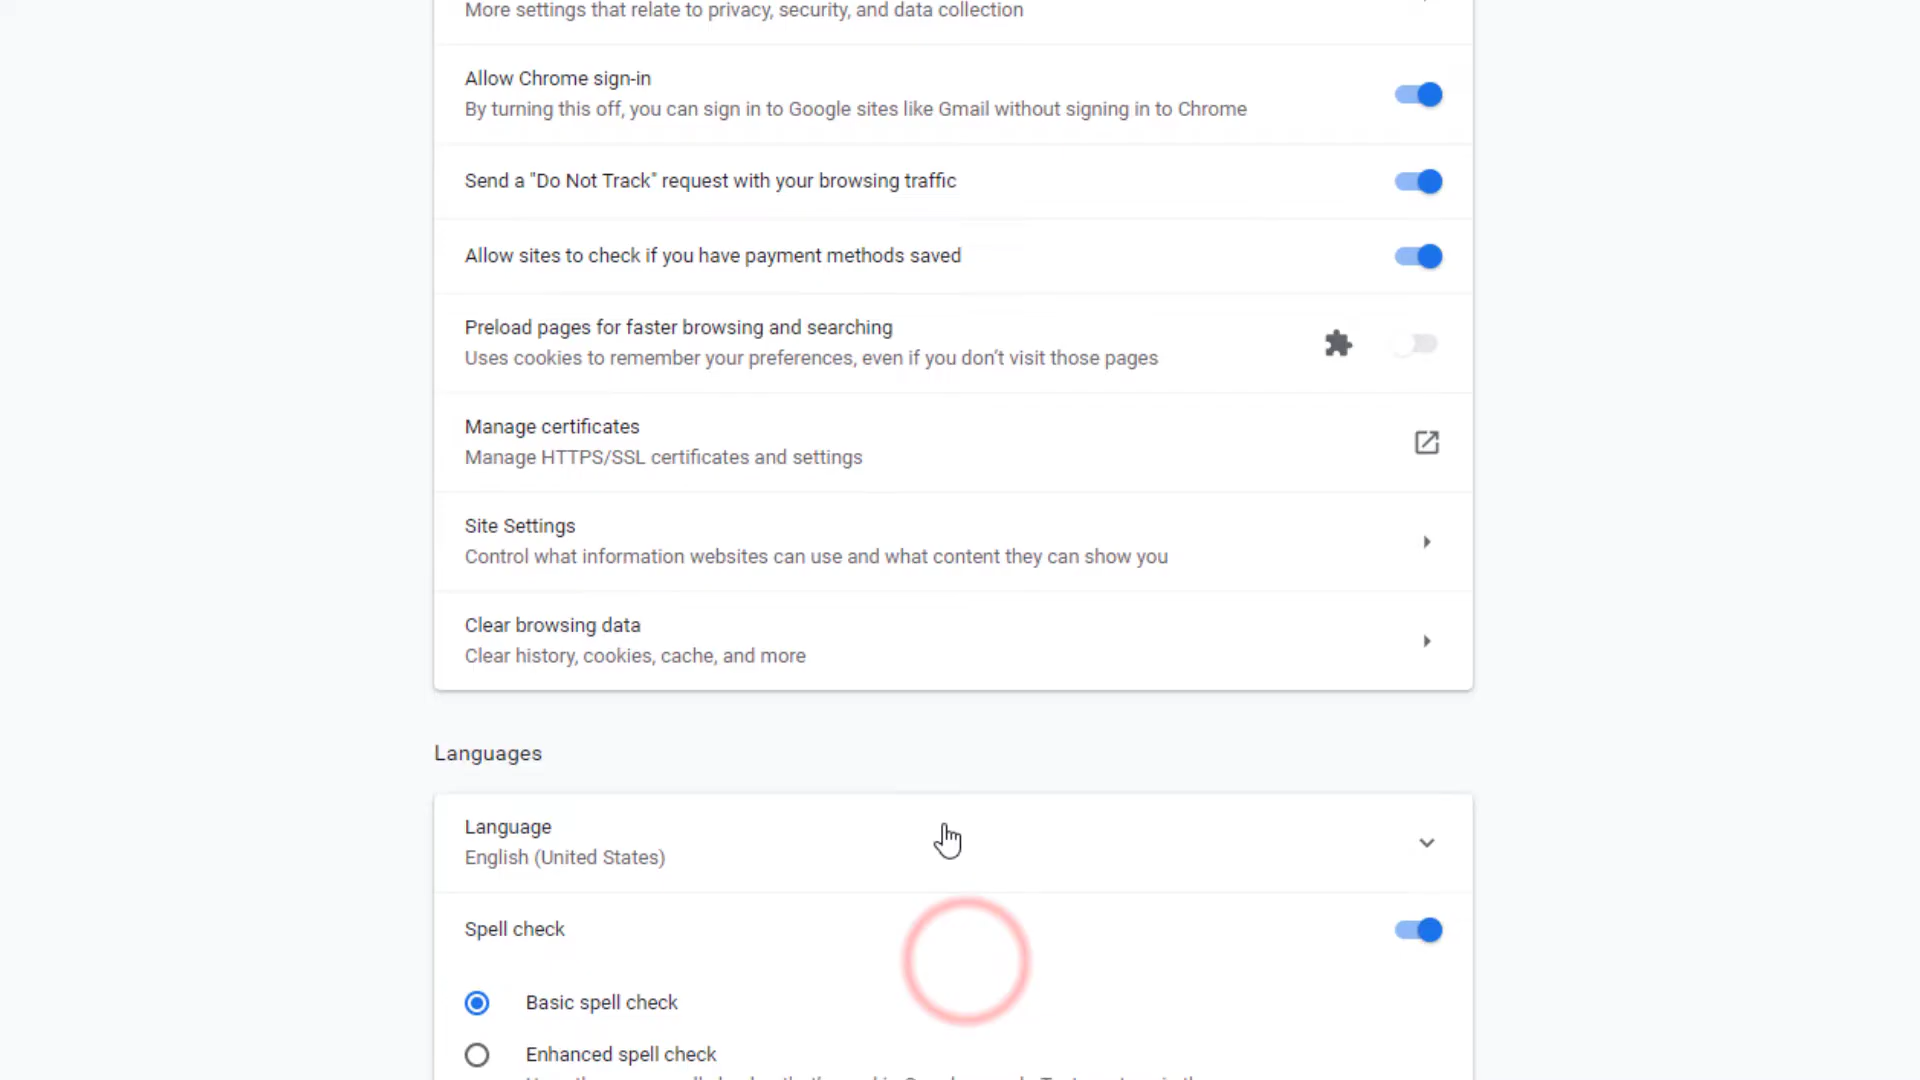 More settings that relate to privacy, security, and data collection
Allow Chrome sign-in
By turning this off, you can sign in to Google sites like Gmail without signing in to Chrome
Send a "Do Not Track" request with your browsing traffic
Allow sites to check if you have payment methods saved
Preload pages for faster browsing and searching
Uses cookies to remember your preferences, even if you don't visit those pages
Manage certificates
Manage HTTPS/SSL certificates and settings
Site Settings
Control what information websites can use and what content they can show you
Clear browsing data
Clear history, cookies, cache, and more
Languages
Language
English (United States)
Spell check
Basic spell check
Enhanced spell check